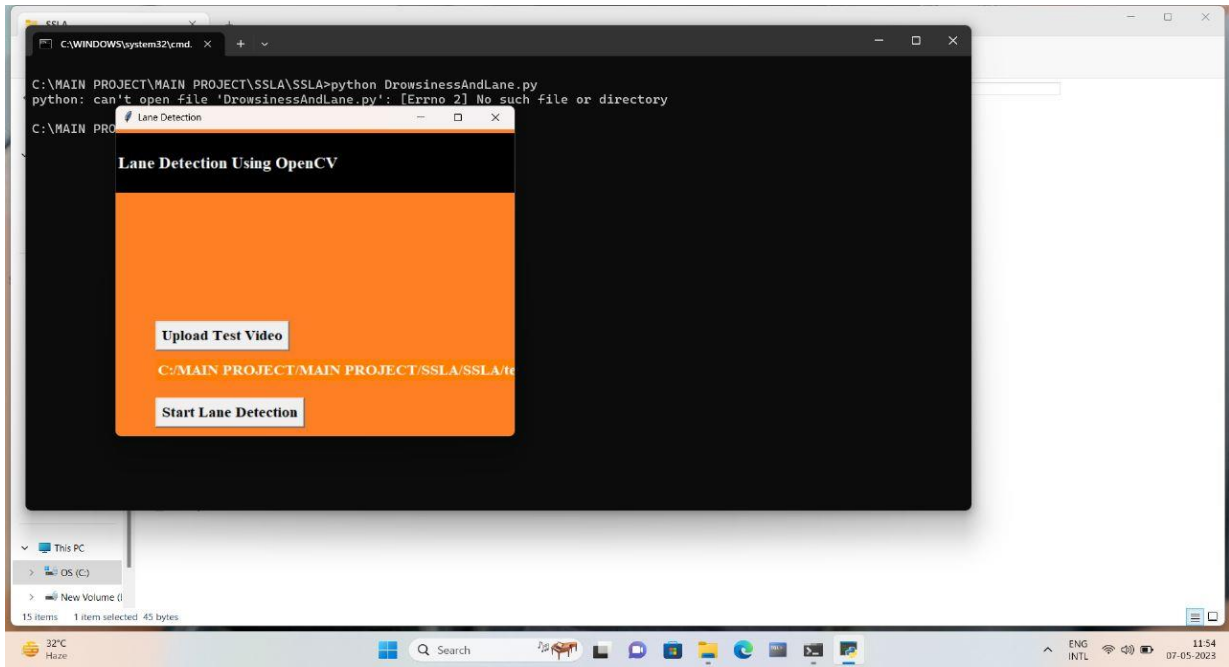 SSLA
C:\WINDOWS\system32\cmd.
C:\MAIN PROJECT\MAIN PROJECT\SSLA\SSLA>python DrowsinessAndLane.py
python: can't open file 'DrowsinessAndLane.py': [Errno 2] No such file or directory
C:\MAIN PRO
Lane Detection
Lane Detection Using OpenCV
Upload Test Video
C:/MAIN PROJECT/MAIN PROJECT/SSLA/SSLA/te
Start Lane Detection
This PC
OS (C:)
New Volume (
15 items 1 item selected 45 bytes
32°C
Haze
Search
ENG
INTL
11:54
07-05-2023